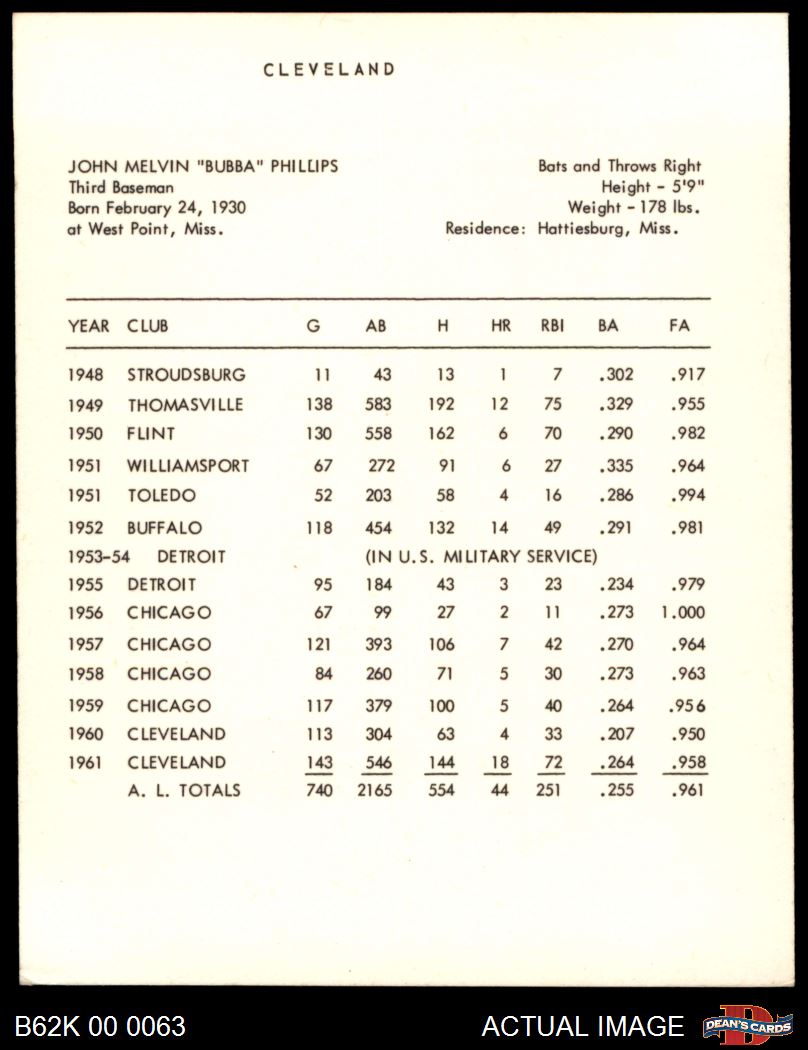 CLEVELAND
JOHN MELVIN "BUBBA" PHILLIPS Bats and Throws Right
Third Baseman Height - 5'9"
Born February 24, 1930 Weight - 178 lbs.
at West Point, Miss. Residence: Hattiesburg, Miss.
YEAR CLUB G AB H HR RBI BA FA
1948 STROUDSBURG 11 43 13 1 7 .302 .917
1949 THOMASVILLE 138 583 192 12 75 .329 .955
1950 FLINT 130 558 162 6 70 .290 .982
1951 WILLIAMSPORT 67 272 91 6 27 .335 .964
1951 TOLEDO 52 203 58 4 16 .286 .994
1952 BUFFALO 118 454 132 14 49 .291 .981
1953-54 DETROIT (IN U.S. MILITARY SERVICE)
1955 DETROIT 95 184 43 3 23 .234 .979
1956 CHICAGO 67 99 27 2 11 .273 1.000
1957 CHICAGO 121 393 106 7 42 .270 .964
1958 CHICAGO 84 260 71 5 30 .273 .963
1959 CHICAGO 117 379 100 5 40 .264 .956
1960 CLEVELAND 113 304 63 4 33 .207 .950
1961 CLEVELAND 143 546 144 18 72 .264 .958
A. L. TOTALS 740 2165 554 44 251 .255 .961
B62K 00 0063 ACTUAL IMAGE D DEAN'S CARDS